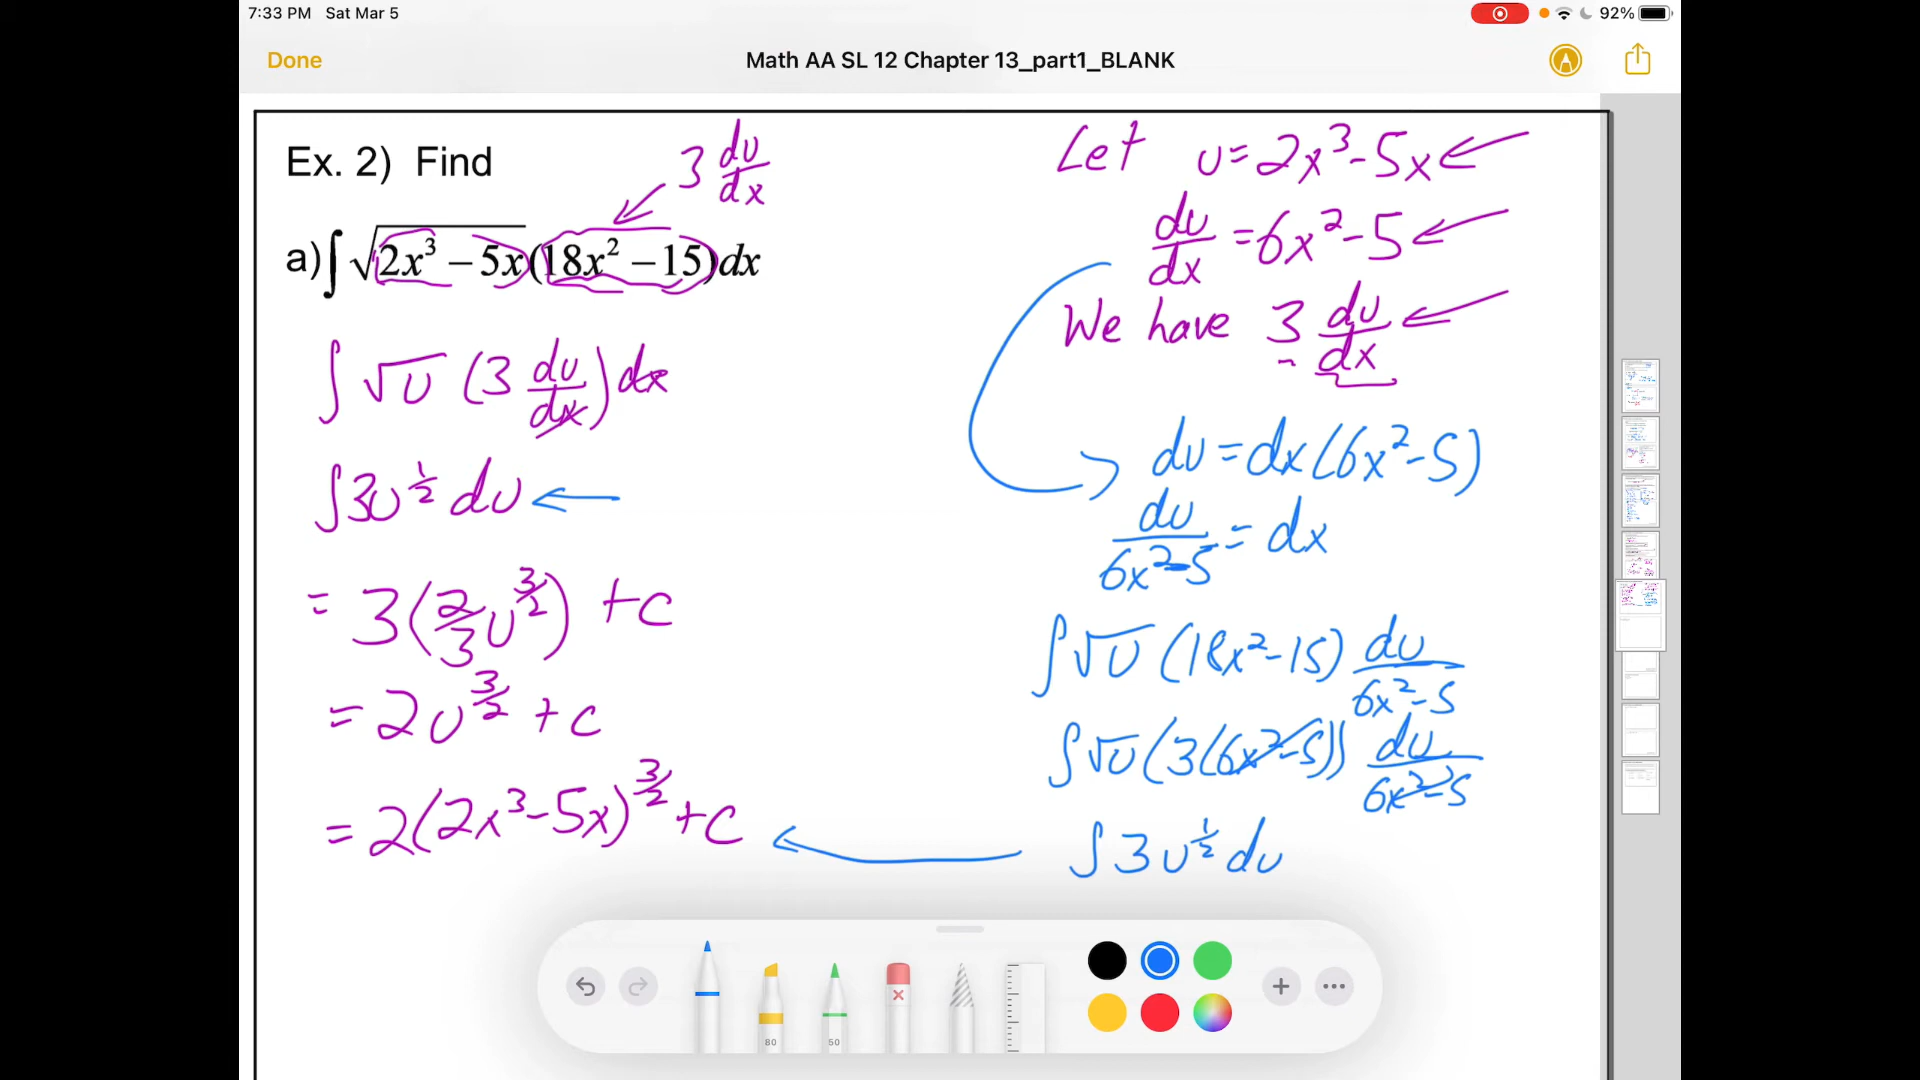 7:33 PM Sat Mar 5
92%
Done
Math AA SL 12 Chapter 13_part1_BLANK
Ex. 2) Find
3 du/dx
a) ∫ √(2x³ − 5x) (18x² − 15)dx
∫ √u (3 du/dx) dx
∫ 3u^(1/2) du
= 3(2/3 u^(3/2)) + c
= 2u^(3/2) + c
= 2(2x³ − 5x)^(3/2) + c
Let u = 2x³ − 5x
du/dx = 6x² − 5
We have 3 du/dx
du = dx(6x² − 5)
du/(6x² − 5) = dx
∫ √u (18x² − 15) du/(6x² − 5)
∫ √u (3(6x² − 5)) du/(6x² − 5)
∫ 3u^(1/2) du
80
50